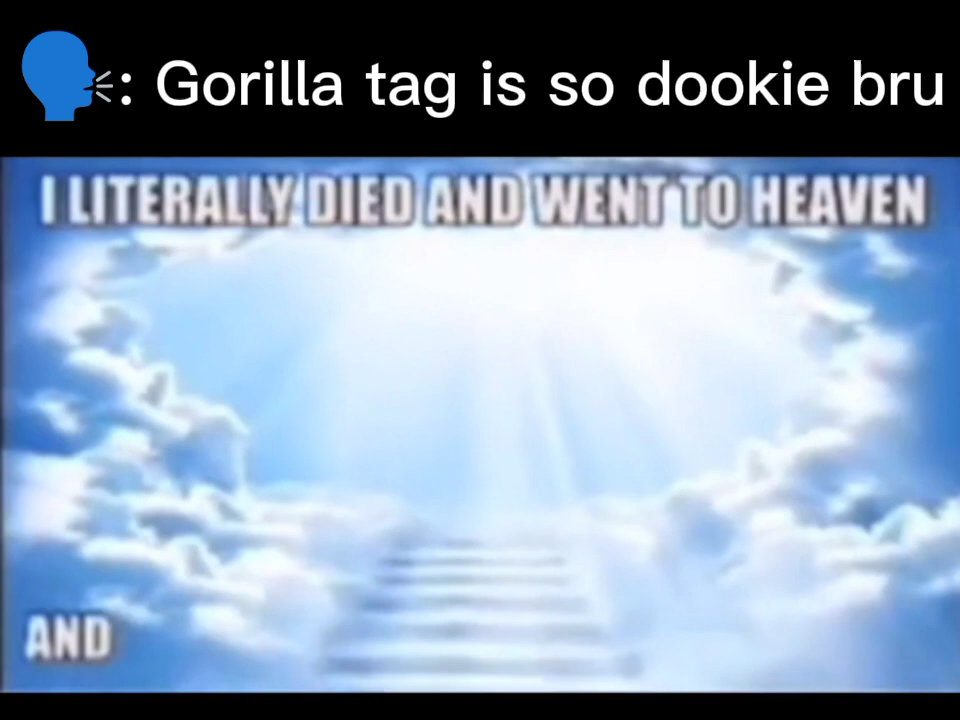 🗣: Gorilla tag is so dookie bru
I LITERALLY DIED AND WENT TO HEAVEN
AND